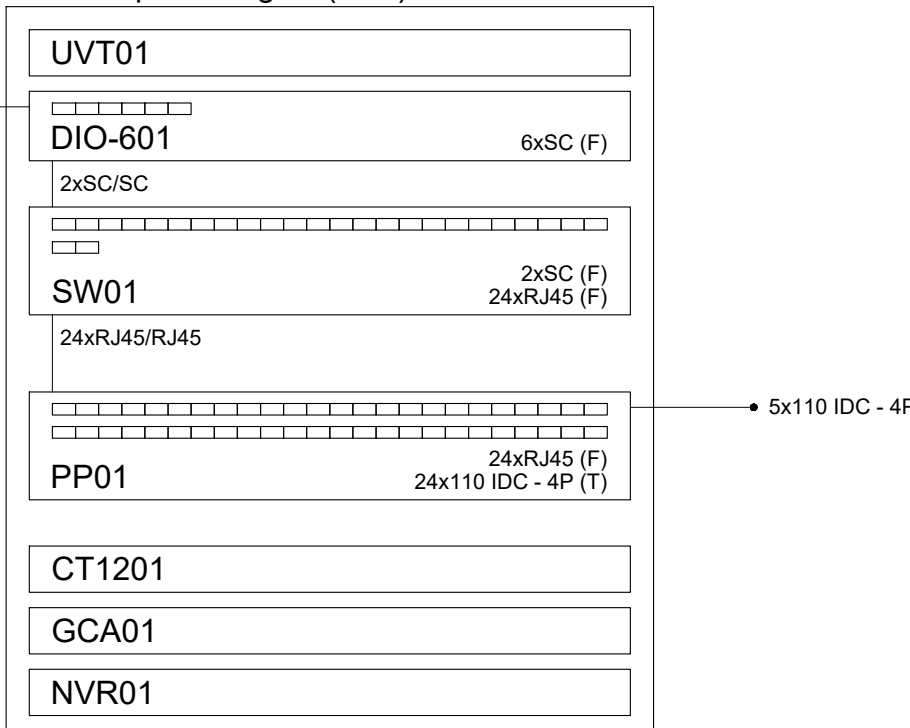 UVT01
DIO-601
6xSC (F)
2xSC/SC
SW01
2xSC (F)
24xRJ45 (F)
24xRJ45/RJ45
PP01
24xRJ45 (F)
24x110 IDC - 4P (T)
5x110 IDC - 4P
CT1201
GCA01
NVR01